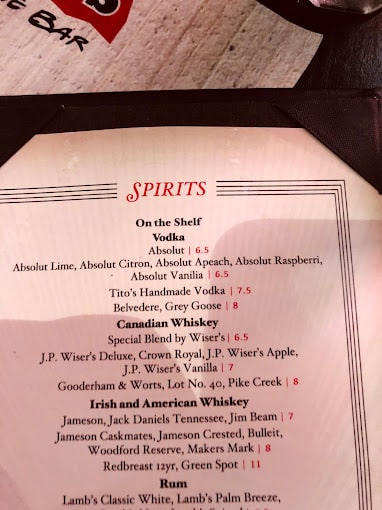 BAR
SPIRITS
On the Shelf
Vodka
Absolut | 6.5
Absolut Lime, Absolut Citron, Absolut Apeach, Absolut Raspberri,
Absolut Vanilia | 6.5
Tito's Handmade Vodka | 7.5
Belvedere, Grey Goose | 8
Canadian Whiskey
Special Blend by Wiser's | 6.5
J.P. Wiser's Deluxe, Crown Royal, J.P. Wiser's Apple,
J.P. Wiser's Vanilla | 7
Gooderham & Worts, Lot No. 40, Pike Creek | 8
Irish and American Whiskey
Jameson, Jack Daniels Tennessee, Jim Beam | 7
Jameson Caskmates, Jameson Crested, Bulleit,
Woodford Reserve, Makers Mark | 8
Redbreast 12yr, Green Spot | 11
Rum
Lamb's Classic White, Lamb's Palm Breeze,